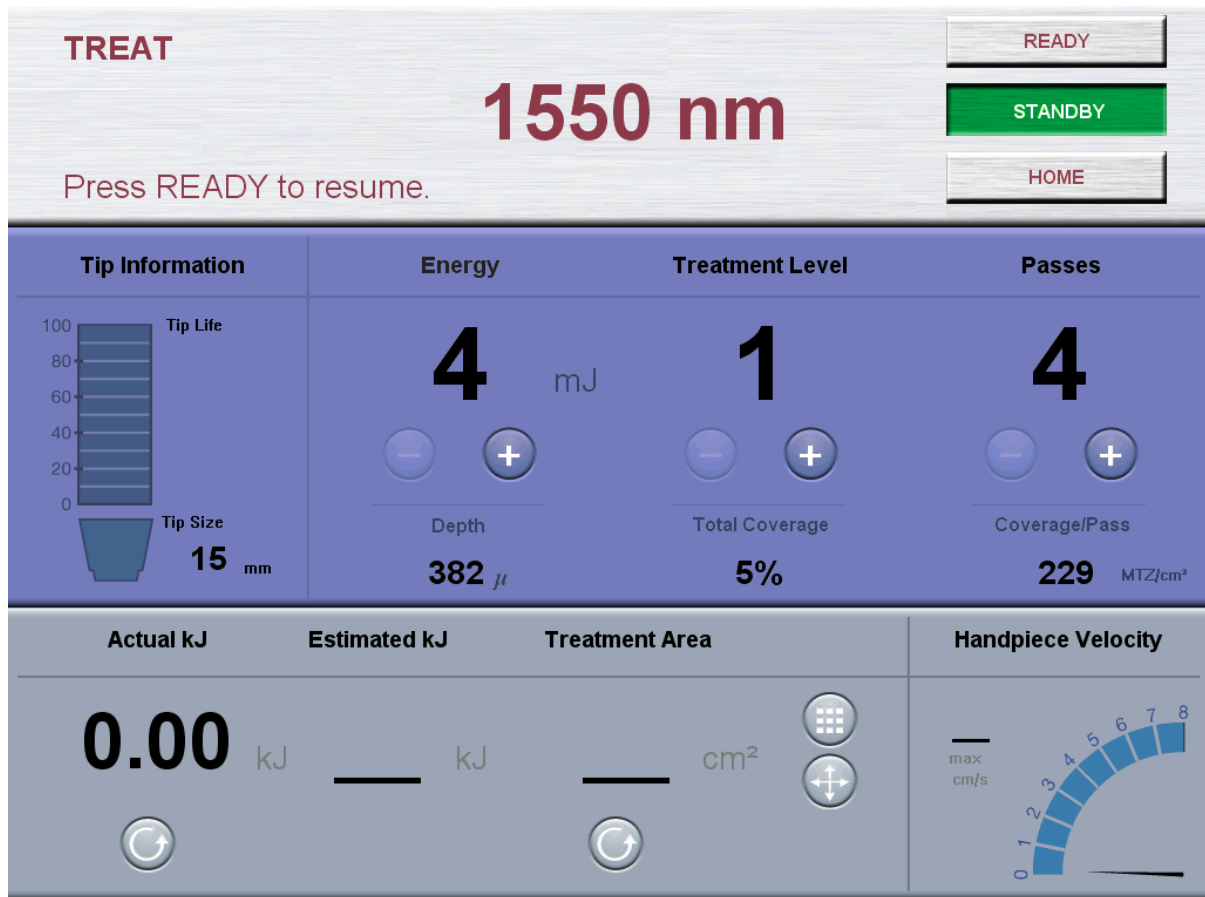 TREAT
READY
1550 nm
STANDBY
Press READY to resume.
HOME
Tip Information
Energy
Treatment Level
Passes
100
Tip Life
80
60
40
20
0
4 mJ
1
4
−
+
−
+
−
+
Tip Size
15 mm
Depth
Total Coverage
Coverage/Pass
382 µ
5%
229 MTZ/cm²
Actual kJ
Estimated kJ
Treatment Area
Handpiece Velocity
0.00 kJ
___ kJ
___ cm²
__
max
cm/s
0
1
2
3
4
5
6
7
8